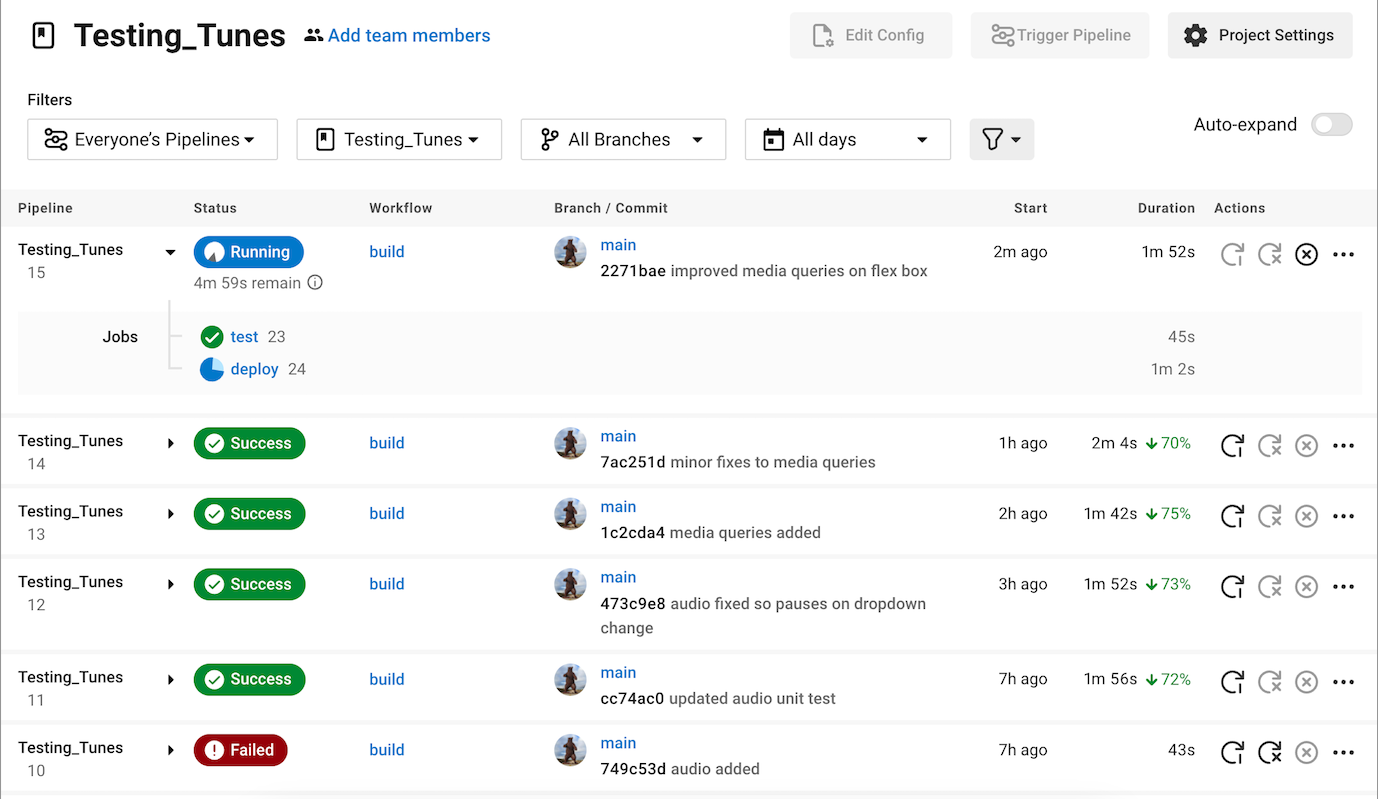 Testing_Tunes Add team members Edit Config Trigger Pipeline Project Settings
Filters
Everyone's Pipelines Testing_Tunes All Branches All days Auto-expand
Pipeline Status Workflow Branch / Commit Start Duration Actions
Testing_Tunes Running build main 2m ago 1m 52s
15 4m 59s remain 2271bae improved media queries on flex box
Jobs test 23 45s
deploy 24 1m 2s
Testing_Tunes Success build main 1h ago 2m 4s 70%
14 7ac251d minor fixes to media queries
Testing_Tunes Success build main 2h ago 1m 42s 75%
13 1c2cda4 media queries added
Testing_Tunes Success build main 3h ago 1m 52s 73%
12 473c9e8 audio fixed so pauses on dropdown
change
Testing_Tunes Success build main 7h ago 1m 56s 72%
11 cc74ac0 updated audio unit test
Testing_Tunes Failed build main 7h ago 43s
10 749c53d audio added